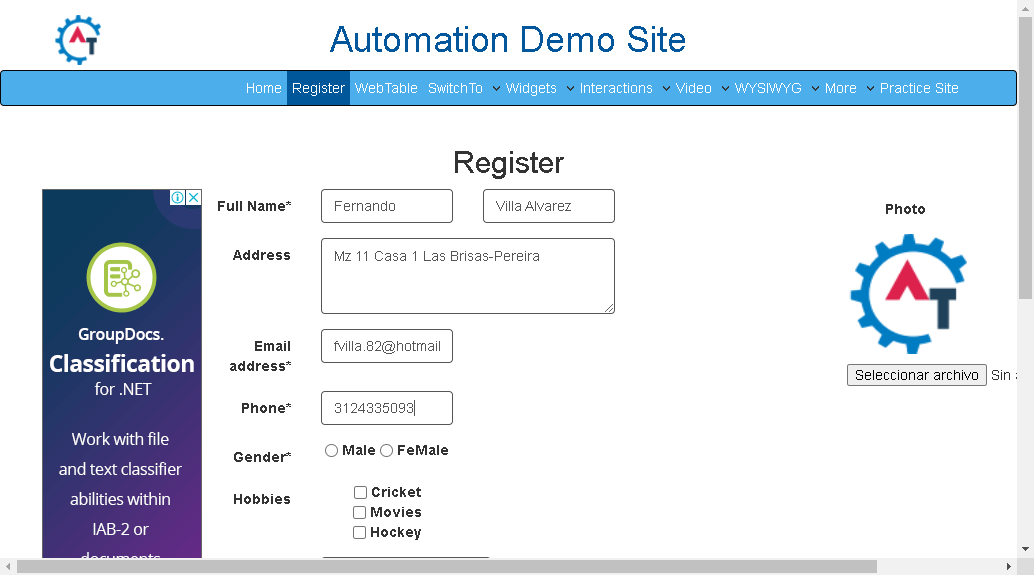 AT
Automation Demo Site
Home Register WebTable SwitchTo Widgets Interactions Video WYSIWYG More Practice Site
Register
GroupDocs.
Classification
for .NET
Work with file
and text classifier
abilities within
IAB-2 or
documents
Full Name* Fernando Villa Alvarez
Address Mz 11 Casa 1 Las Brisas-Pereira
Email
address* fvilla.82@hotmail
Phone* 3124335093
Gender* Male FeMale
Hobbies Cricket
Movies
Hockey
Photo
AT
Seleccionar archivo Sin